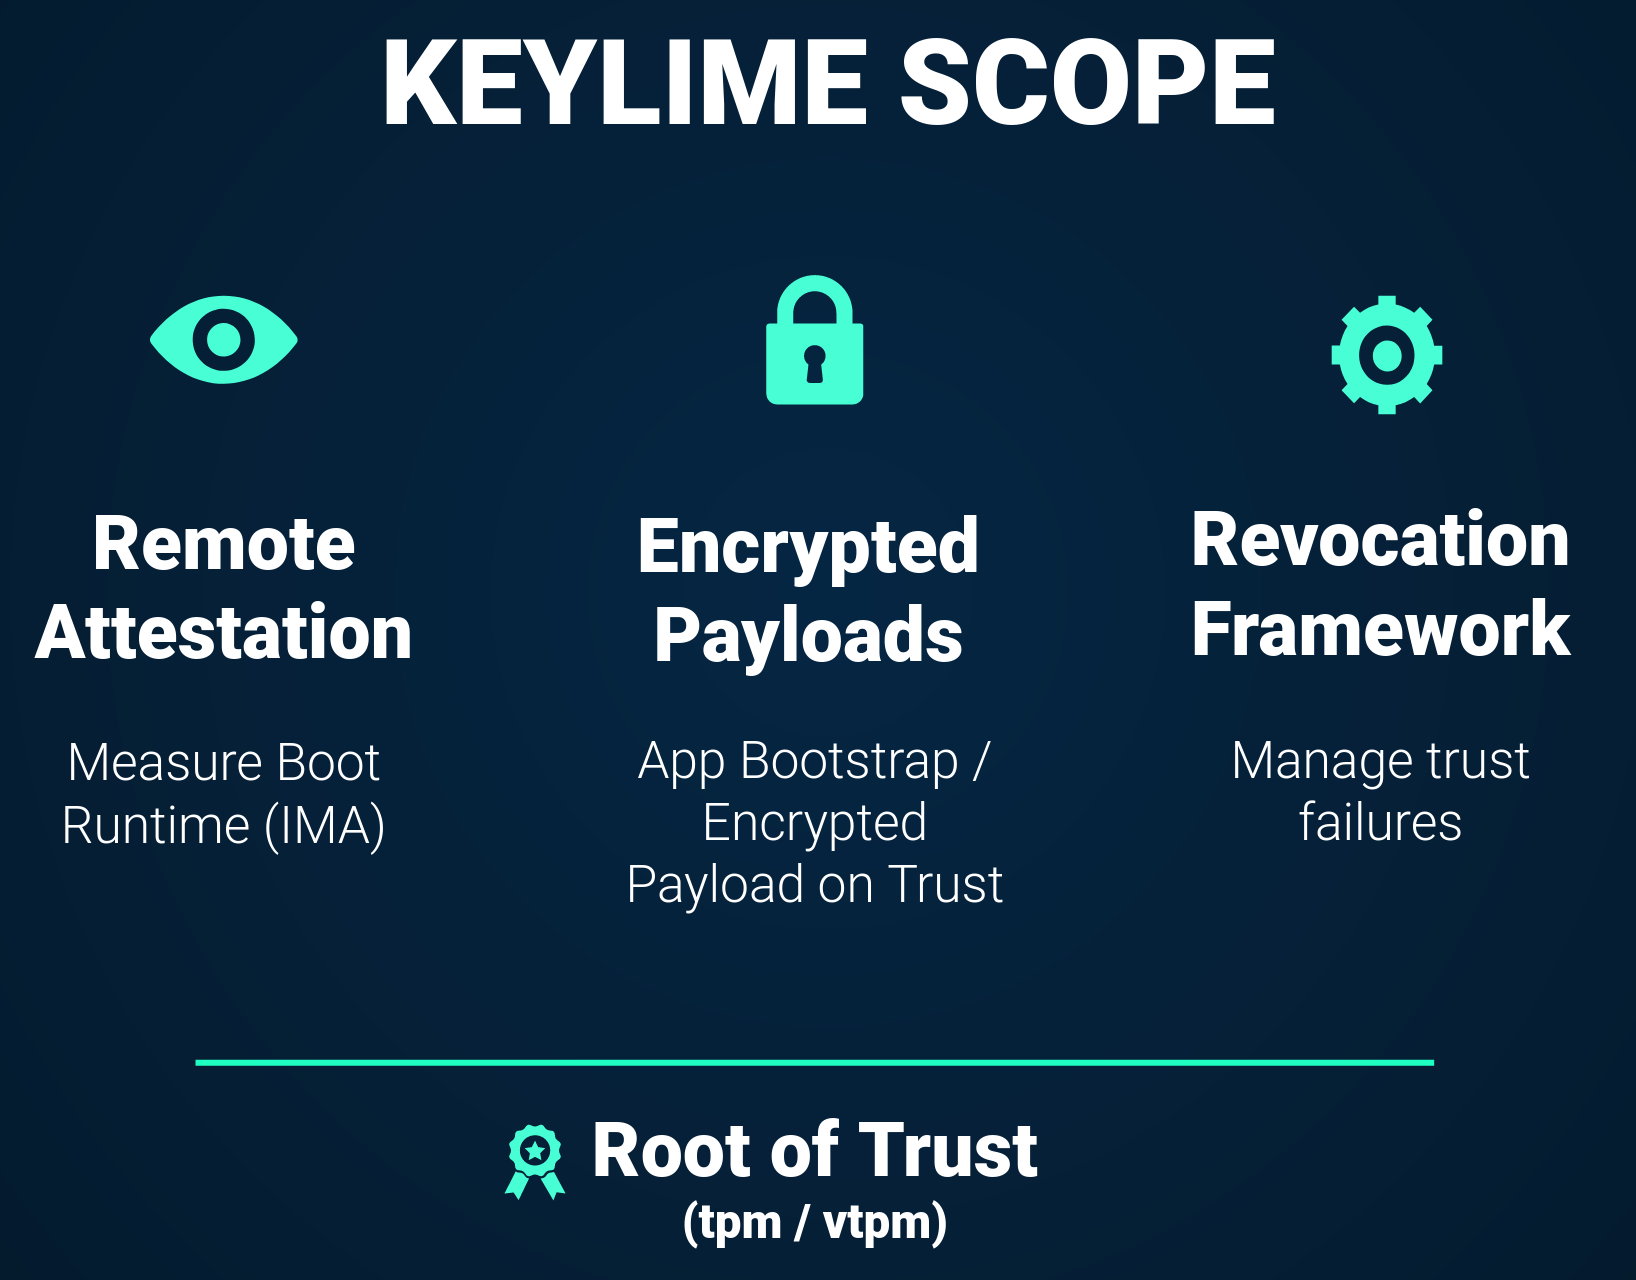 KEYLIME SCOPE
Remote
Attestation
Measure Boot
Runtime (IMA)
Encrypted
Payloads
App Bootstrap /
Encrypted
Payload on Trust
Revocation
Framework
Manage trust
failures
Root of Trust
(tpm / vtpm)